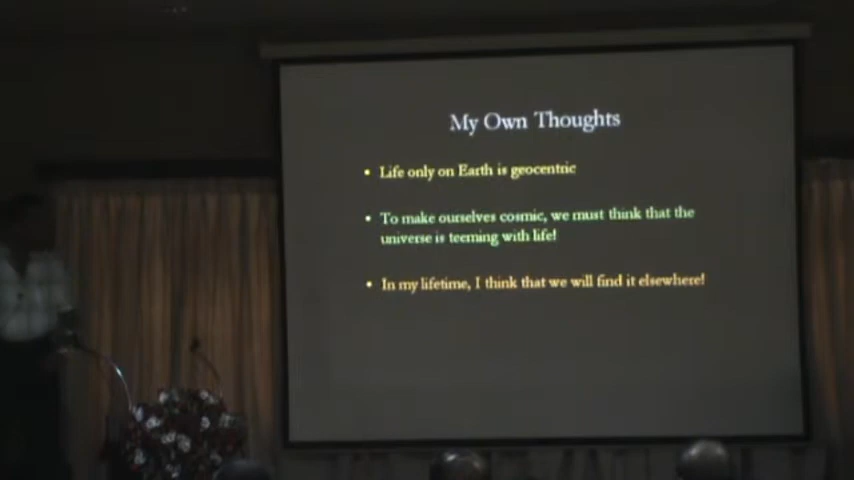 My Own Thoughts
• Life only on Earth is geocentric
• To make ourselves cosmic, we must think that the
universe is teeming with life!
• In my lifetime, I think that we will find it elsewhere!